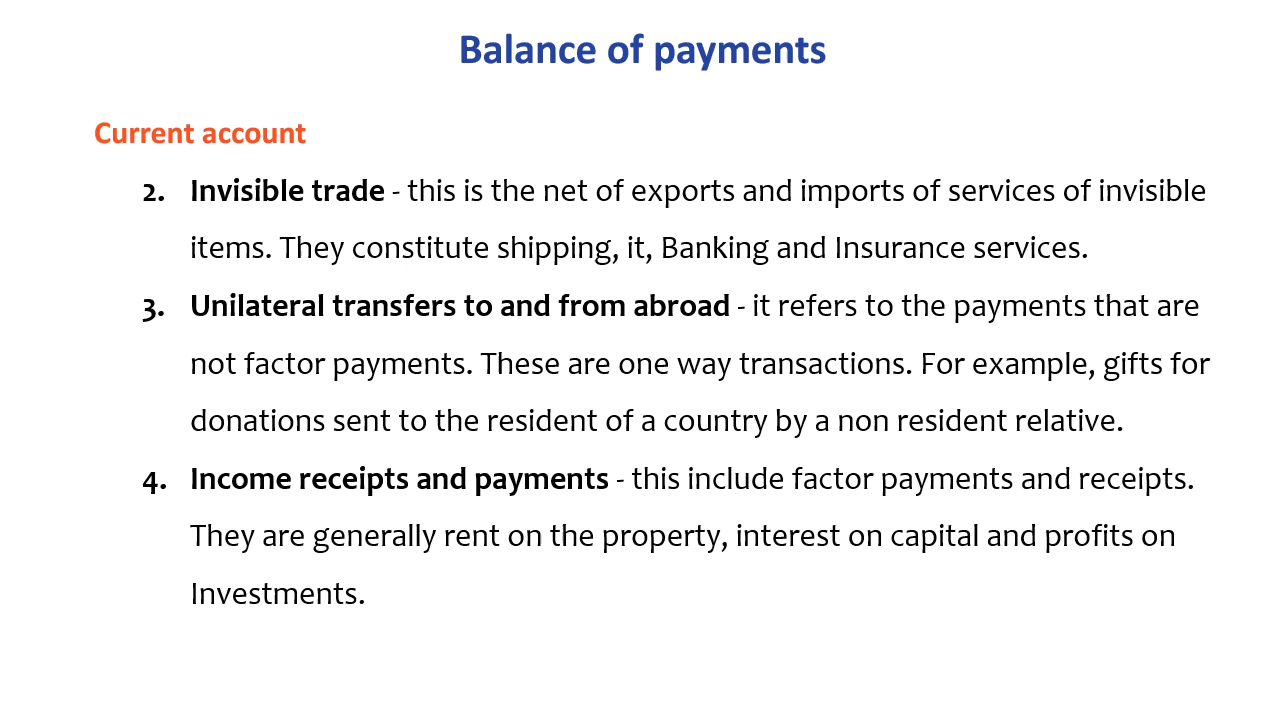 Balance of payments
Current account
2. Invisible trade - this is the net of exports and imports of services of invisible
items. They constitute shipping, it, Banking and Insurance services.
3. Unilateral transfers to and from abroad - it refers to the payments that are
not factor payments. These are one way transactions. For example, gifts for
donations sent to the resident of a country by a non resident relative.
4. Income receipts and payments - this include factor payments and receipts.
They are generally rent on the property, interest on capital and profits on
Investments.